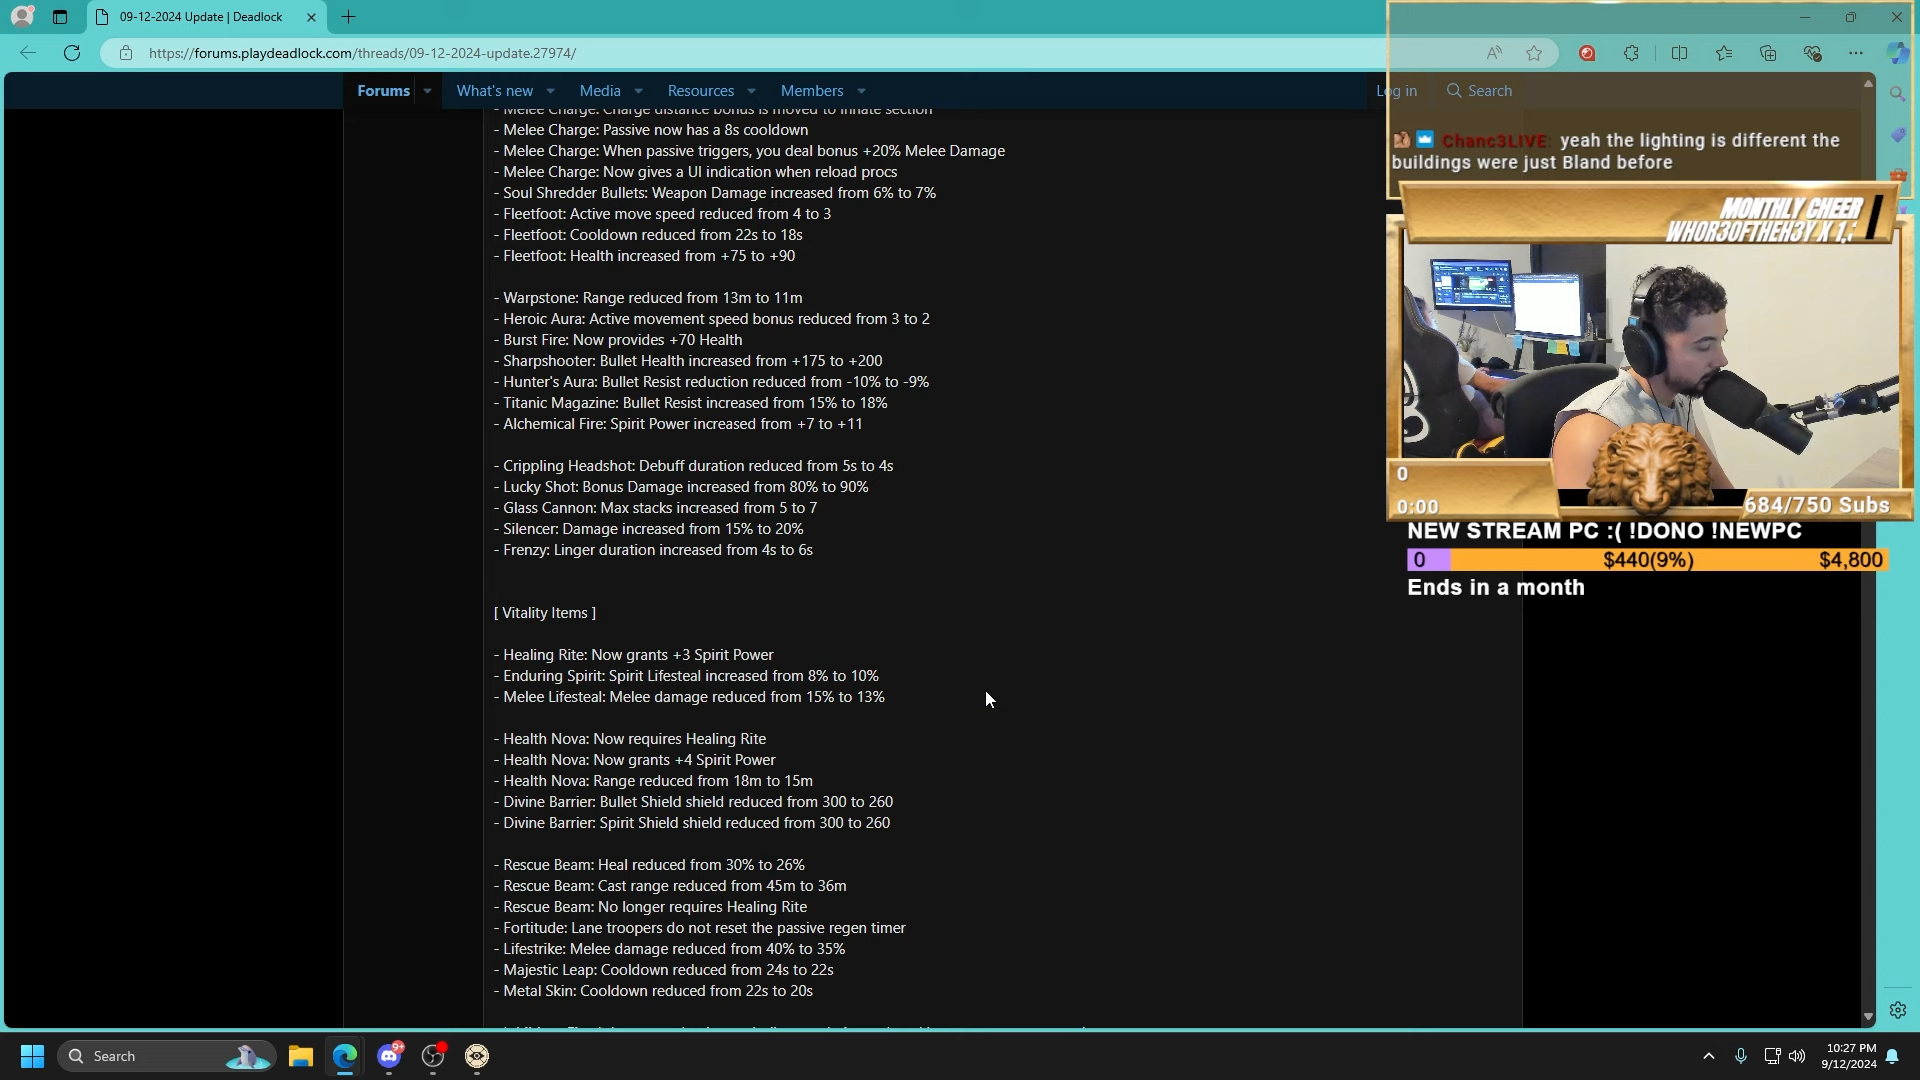 09-12-2024 Update | Deadlock
https://forums.playdeadlock.com/threads/09-12-2024-update.27974/
Forums What's new Media Resources Members Log in Search
- Melee Charge: Charge distance bonus is moved to innate section
- Melee Charge: Passive now has a 8s cooldown
- Melee Charge: When passive triggers, you deal bonus +20% Melee Damage
- Melee Charge: Now gives a UI indication when reload procs
- Soul Shredder Bullets: Weapon Damage increased from 6% to 7%
- Fleetfoot: Active move speed reduced from 4 to 3
- Fleetfoot: Cooldown reduced from 22s to 18s
- Fleetfoot: Health increased from +75 to +90
- Warpstone: Range reduced from 13m to 11m
- Heroic Aura: Active movement speed bonus reduced from 3 to 2
- Burst Fire: Now provides +70 Health
- Sharpshooter: Bullet Health increased from +175 to +200
- Hunter's Aura: Bullet Resist reduction reduced from -10% to -9%
- Titanic Magazine: Bullet Resist increased from 15% to 18%
- Alchemical Fire: Spirit Power increased from +7 to +11
- Crippling Headshot: Debuff duration reduced from 5s to 4s
- Lucky Shot: Bonus Damage increased from 80% to 90%
- Glass Cannon: Max stacks increased from 5 to 7
- Silencer: Damage increased from 15% to 20%
- Frenzy: Linger duration increased from 4s to 6s
[ Vitality Items ]
- Healing Rite: Now grants +3 Spirit Power
- Enduring Spirit: Spirit Lifesteal increased from 8% to 10%
- Melee Lifesteal: Melee damage reduced from 15% to 13%
- Health Nova: Now requires Healing Rite
- Health Nova: Now grants +4 Spirit Power
- Health Nova: Range reduced from 18m to 15m
- Divine Barrier: Bullet Shield shield reduced from 300 to 260
- Divine Barrier: Spirit Shield shield reduced from 300 to 260
- Rescue Beam: Heal reduced from 30% to 26%
- Rescue Beam: Cast range reduced from 45m to 36m
- Rescue Beam: No longer requires Healing Rite
- Fortitude: Lane troopers do not reset the passive regen timer
- Lifestrike: Melee damage reduced from 40% to 35%
- Majestic Leap: Cooldown reduced from 24s to 22s
- Metal Skin: Cooldown reduced from 22s to 20s
Chanc3LIVE: yeah the lighting is different the
buildings were just Bland before
MONTHLY CHEER
WHOR3OFTHEH3Y X 1,
0
0:00
684/750 Subs
NEW STREAM PC :( !DONO !NEWPC
0 $440(9%) $4,800
Ends in a month
Search
9+
10:27 PM
9/12/2024